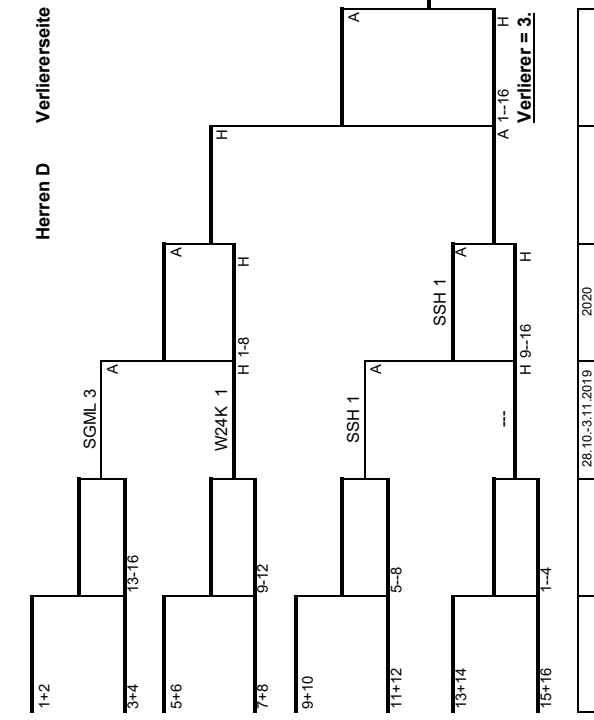 Herren D Verliererseite
A
H
1--16
Verlierer = 3.
H
A
A
H
1-8
SSH 1
A
H
9--16
SGML 3
A
W24K 1
H
SSH 1
A
---
H
13-16
9-12
5--8
1--4
1+2
3+4
5+6
7+8
9+10
11+12
13+14
15+16
28.10.-3.11.2019
2020